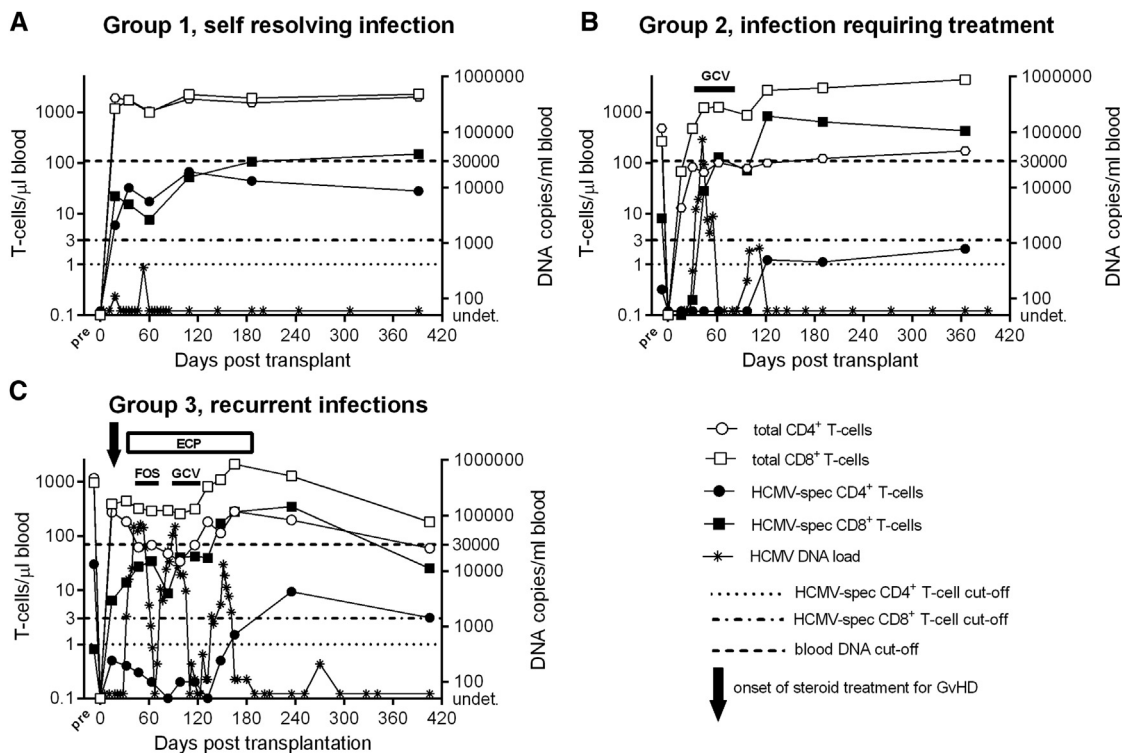 A
Group 1, self resolving infection
T-cells/µl blood
1000
100
10
3
1
0.1
1000000
100000
30000
10000
1000
100
undet.
DNA copies/ml blood
pre
0 60 120 180 240 300 360 420
Days post transplant
B
Group 2, infection requiring treatment
GCV
T-cells/µl blood
1000
100
10
3
1
0.1
1000000
100000
30000
10000
1000
100
undet.
DNA copies/ml blood
pre
0 60 120 180 240 300 360 420
Days post transplant
C
Group 3, recurrent infections
ECP
FOS GCV
T-cells/µl blood
1000
100
10
3
1
0.1
1000000
100000
30000
10000
1000
100
undet.
DNA copies/ml blood
pre
0 60 120 180 240 300 360 420
Days post transplantation
total CD4+ T-cells
total CD8+ T-cells
HCMV-spec CD4+ T-cells
HCMV-spec CD8+ T-cells
HCMV DNA load
HCMV-spec CD4+ T-cell cut-off
HCMV-spec CD8+ T-cell cut-off
blood DNA cut-off
onset of steroid treatment for GvHD